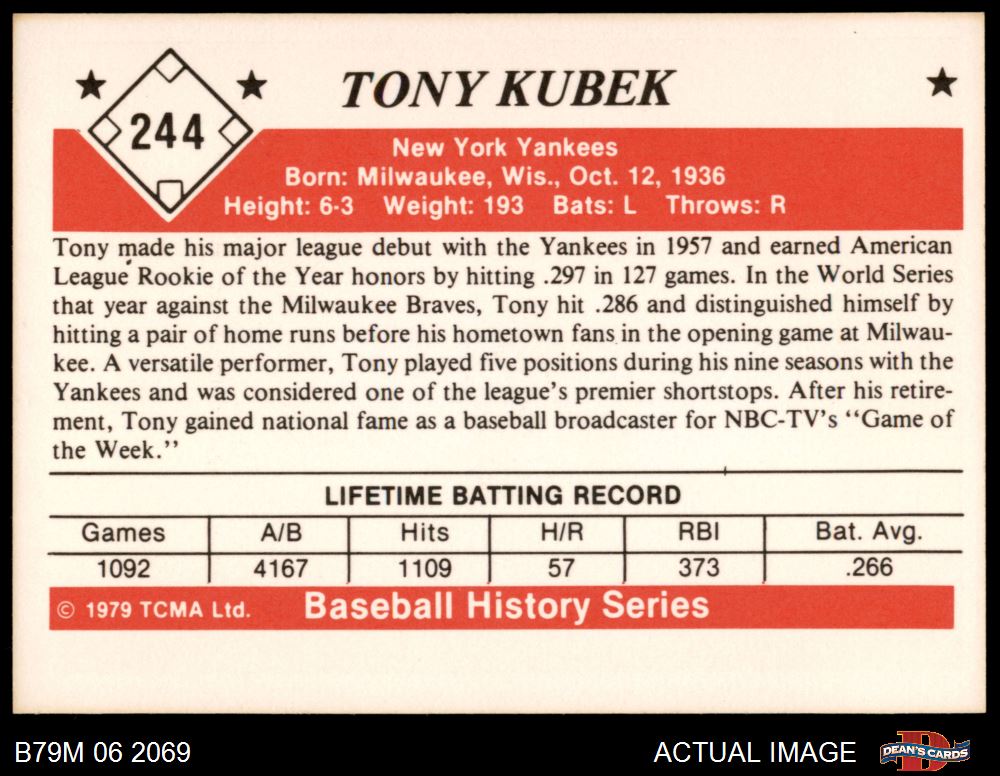 TONY KUBEK
244
New York Yankees
Born: Milwaukee, Wis., Oct. 12, 1936
Height: 6-3 Weight: 193 Bats: L Throws: R
Tony made his major league debut with the Yankees in 1957 and earned American
League Rookie of the Year honors by hitting .297 in 127 games. In the World Series
that year against the Milwaukee Braves, Tony hit .286 and distinguished himself by
hitting a pair of home runs before his hometown fans in the opening game at Milwau-
kee. A versatile performer, Tony played five positions during his nine seasons with the
Yankees and was considered one of the league's premier shortstops. After his retire-
ment, Tony gained national fame as a baseball broadcaster for NBC-TV's “Game of
the Week.”
LIFETIME BATTING RECORD
Games A/B Hits H/R RBI Bat. Avg.
1092 4167 1109 57 373 .266
© 1979 TCMA Ltd. Baseball History Series
B79M 06 2069 ACTUAL IMAGE DEAN'S CARDS